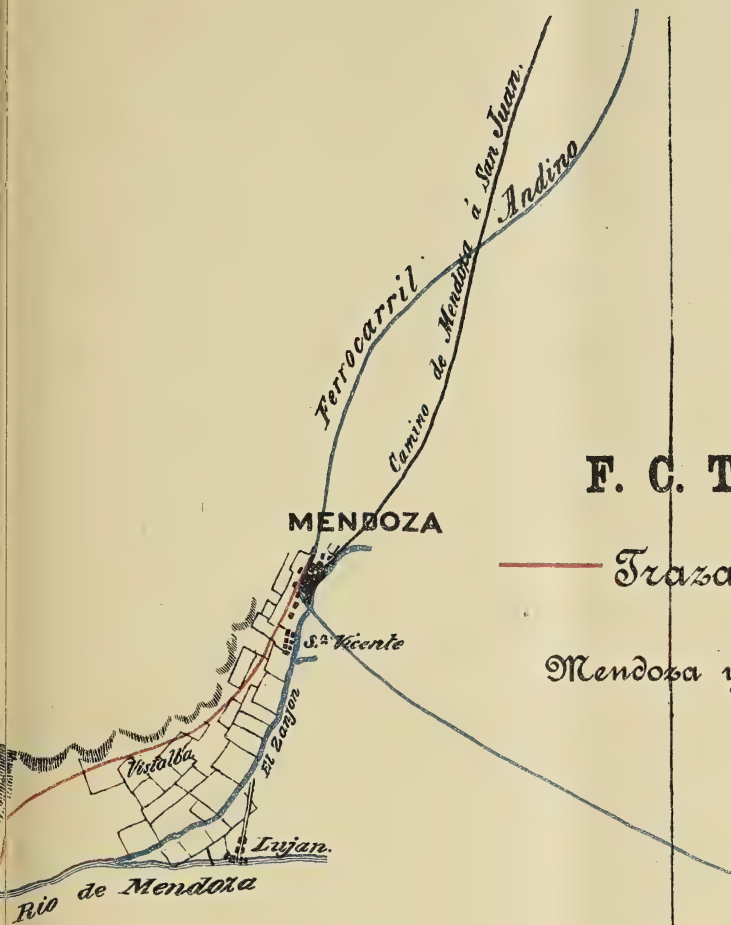 Camino de Mendoza á San Juan.
Ferrocarril Andino
F. C. T
MENDOZA
Traza
Sn Vicente
Mendoza y
El Zanjon
Vistalba
Lujan.
Rio de Mendoza